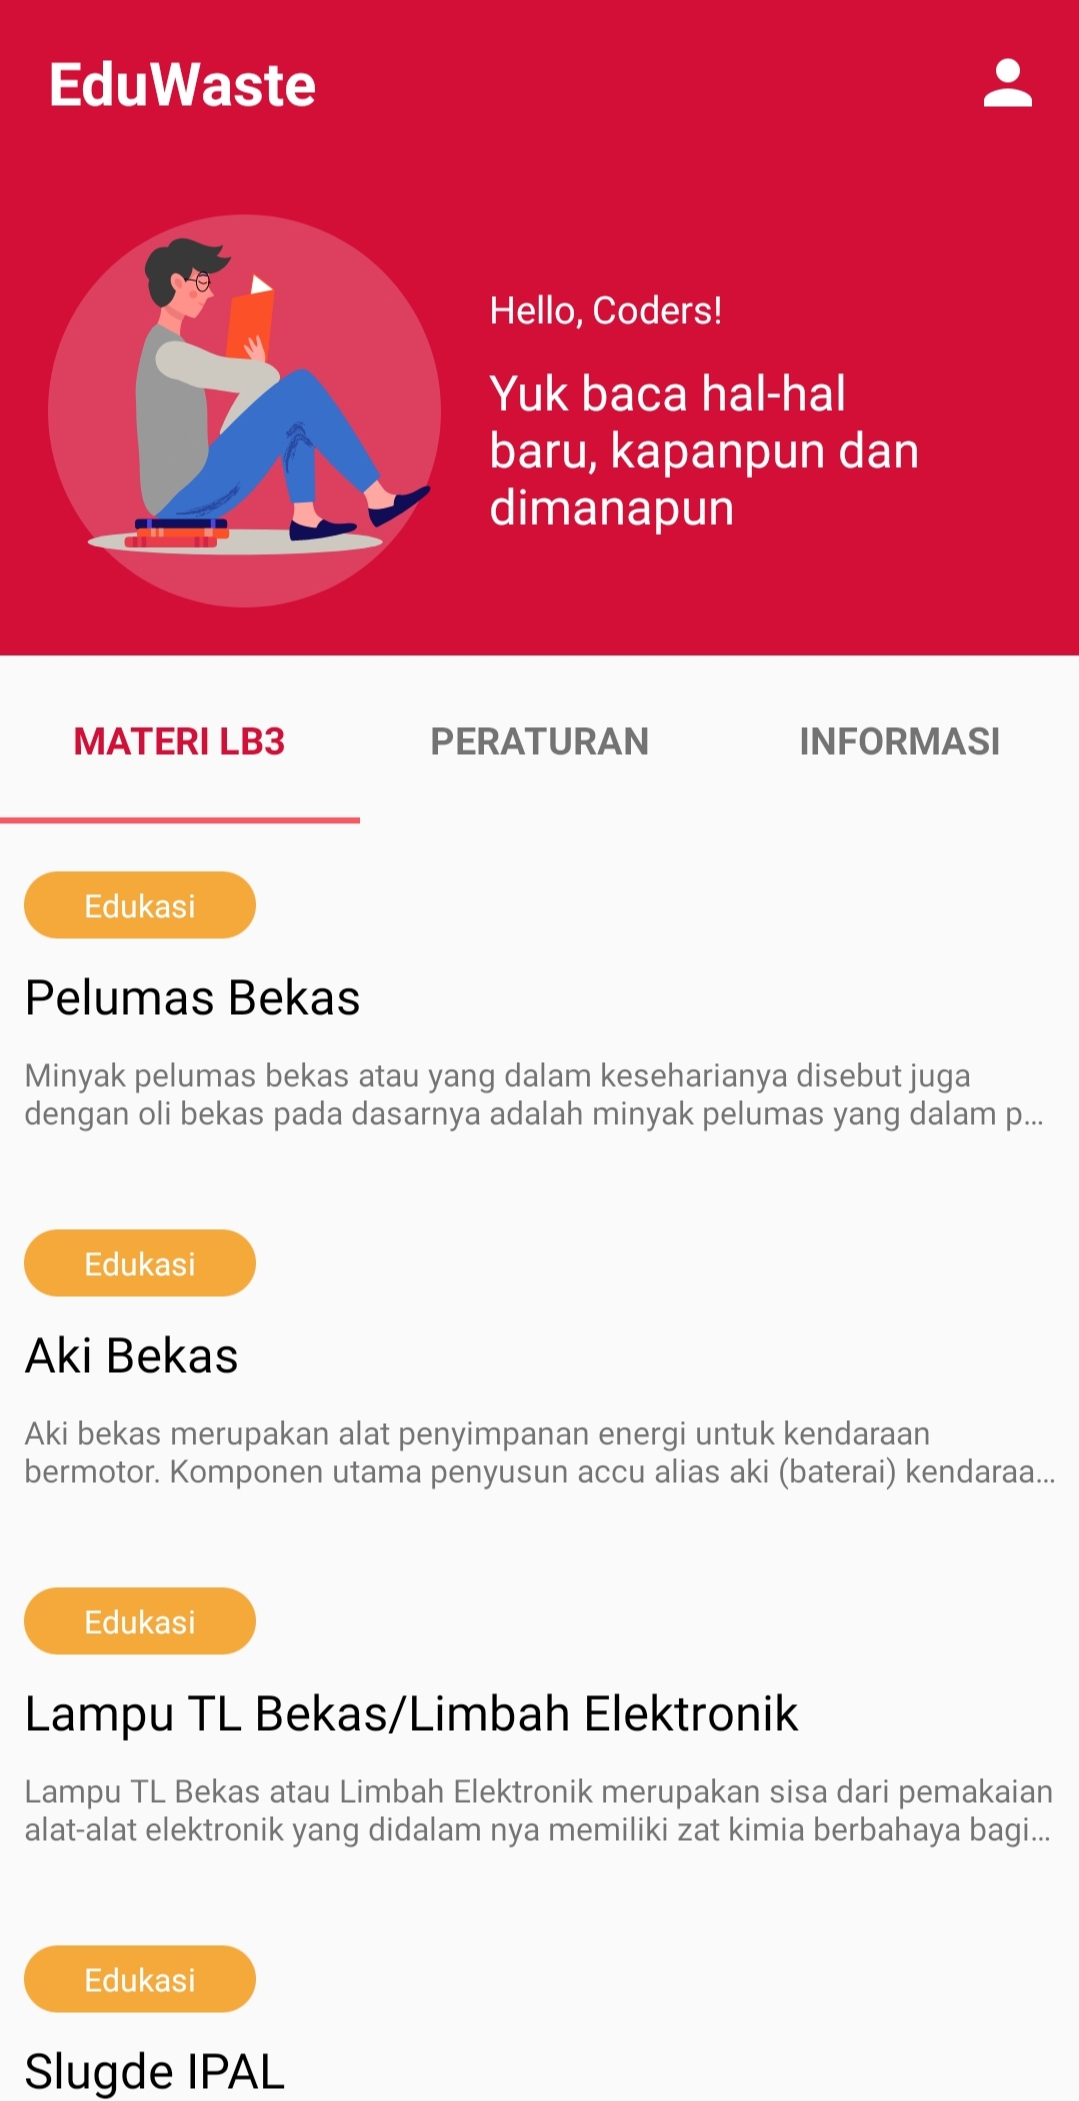 EduWaste
Hello, Coders!
Yuk baca hal-hal
baru, kapanpun dan
dimanapun
MATERI LB3
PERATURAN
INFORMASI
Edukasi
Pelumas Bekas
Minyak pelumas bekas atau yang dalam keseharianya disebut juga
dengan oli bekas pada dasarnya adalah minyak pelumas yang dalam p...
Edukasi
Aki Bekas
Aki bekas merupakan alat penyimpanan energi untuk kendaraan
bermotor. Komponen utama penyusun accu alias aki (baterai) kendaraa...
Edukasi
Lampu TL Bekas/Limbah Elektronik
Lampu TL Bekas atau Limbah Elektronik merupakan sisa dari pemakaian
alat-alat elektronik yang didalam nya memiliki zat kimia berbahaya bagi...
Edukasi
Slugde IPAL